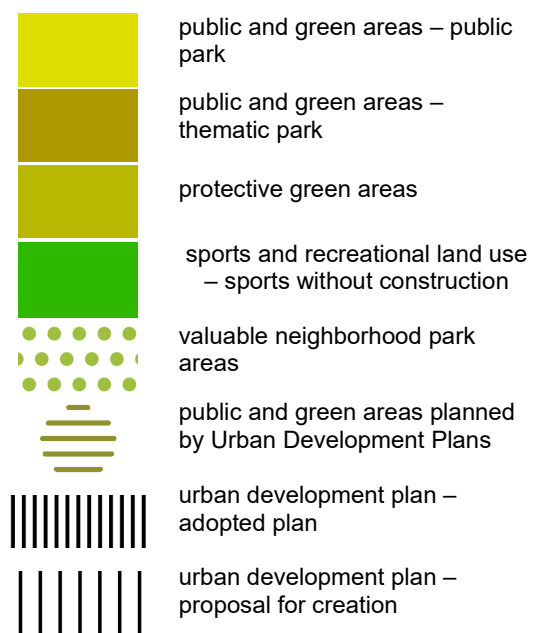 public and green areas – public
park
public and green areas –
thematic park
protective green areas
sports and recreational land use
– sports without construction
valuable neighborhood park
areas
public and green areas planned
by Urban Development Plans
urban development plan –
adopted plan
urban development plan –
proposal for creation